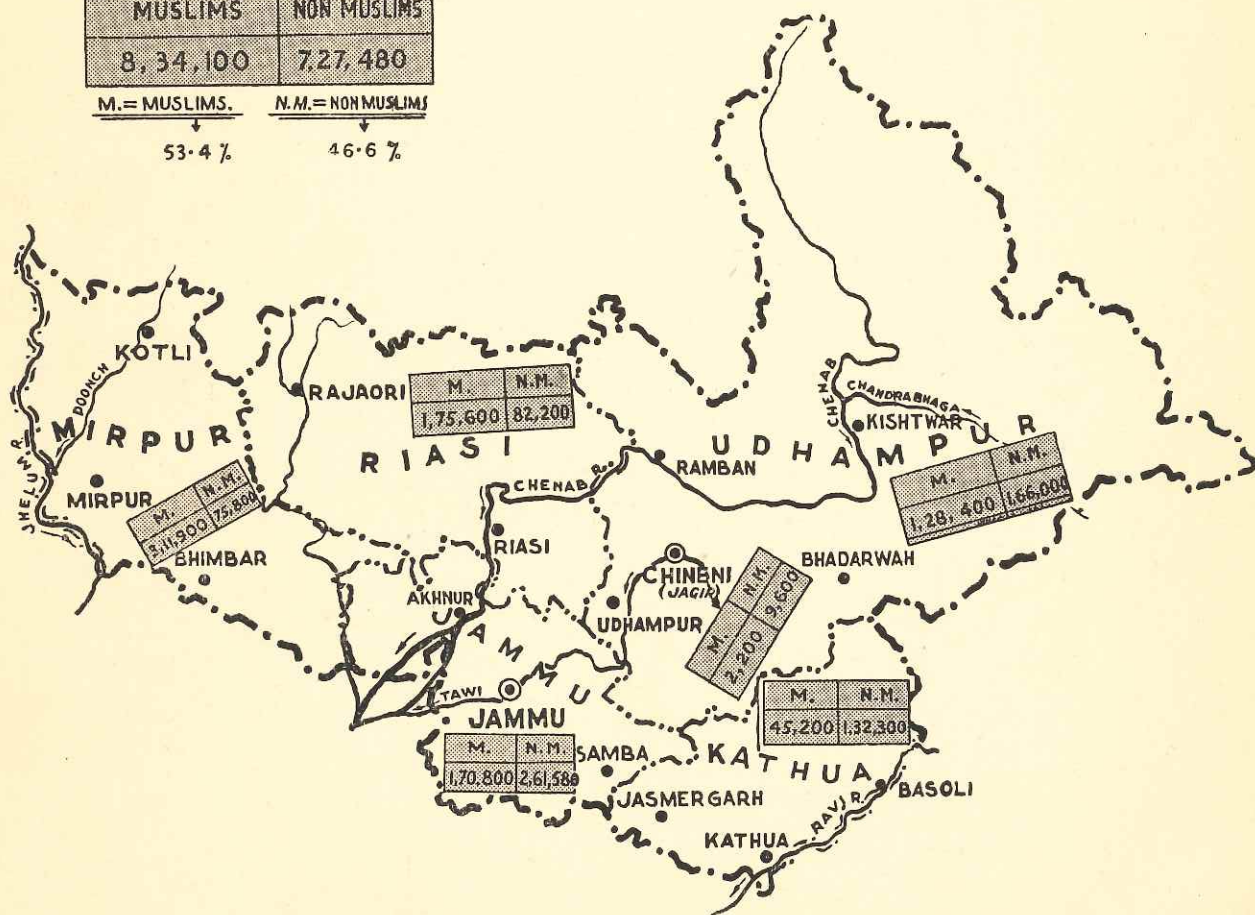 MUSLIMS NON MUSLIMS
8,34,100 7,27,480
M.= MUSLIMS. N.M.= NON MUSLIMS
53.4 % 46.6 %
KOTLI
POONCH
MIRPUR
JHELUM R.
MIRPUR
M. N.M.
3,11,900 75,800
BHIMBAR
RAJAORI
M. N.M.
1,75,600 82,200
RIASI
CHENAB R.
RIASI
AKHNUR
UDHAMPUR
RAMBAN
CHENAB
CHANDRABHAGA
KISHTWAR
M. N.M.
1,28,400 1,66,000
CHINENI
(JAGIR)
UDHAMPUR
BHADARWAH
M. N.M.
2,200 9,600
JAMMU
TAWI
JAMMU
M. N.M.
1,70,800 2,61,580
M. N.M.
45,200 1,32,300
SAMBA
KATHUA
JASMERGARH
BASOLI
RAVI R.
KATHUA